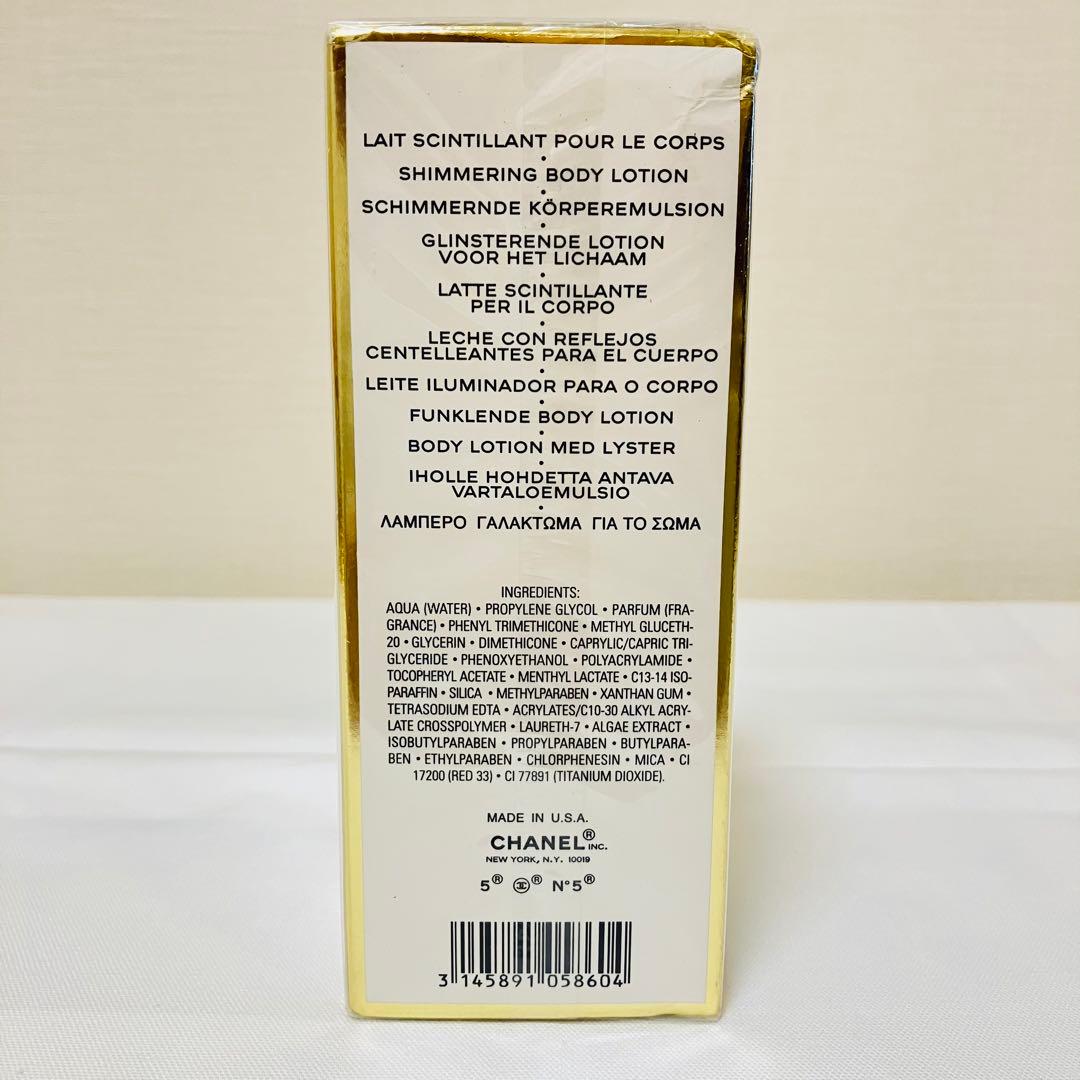 LAIT SCINTILLANT POUR LE CORPS
•
SHIMMERING BODY LOTION
•
SCHIMMERNDE KÖRPEREMULSION
•
GLINSTERENDE LOTION
VOOR HET LICHAAM
•
LATTE SCINTILLANTE
PER IL CORPO
•
LECHE CON REFLEJOS
CENTELLEANTES PARA EL CUERPO
•
LEITE ILUMINADOR PARA O CORPO
•
FUNKLENDE BODY LOTION
•
BODY LOTION MED LYSTER
•
IHOLLE HOHDETTA ANTAVA
VARTALOEMULSIO
•
ΛΑΜΠΕΡΟ ΓΑΛΑΚΤΩΜΑ ΓΙΑ ΤΟ ΣΩΜΑ
INGREDIENTS:
AQUA (WATER) • PROPYLENE GLYCOL • PARFUM (FRA-
GRANCE) • PHENYL TRIMETHICONE • METHYL GLUCETH-
20 • GLYCERIN • DIMETHICONE • CAPRYLIC/CAPRIC TRI-
GLYCERIDE • PHENOXYETHANOL • POLYACRYLAMIDE •
TOCOPHERYL ACETATE • MENTHYL LACTATE • C13-14 ISO-
PARAFFIN • SILICA • METHYLPARABEN • XANTHAN GUM •
TETRASODIUM EDTA • ACRYLATES/C10-30 ALKYL ACRY-
LATE CROSSPOLYMER • LAURETH-7 • ALGAE EXTRACT •
ISOBUTYLPARABEN • PROPYLPARABEN • BUTYLPARA-
BEN • ETHYLPARABEN • CHLORPHENESIN • MICA • CI
17200 (RED 33) • CI 77891 (TITANIUM DIOXIDE).
MADE IN U.S.A.
CHANEL® INC.
NEW YORK, N.Y. 10019
5® ® N°5®
3 145891 058604